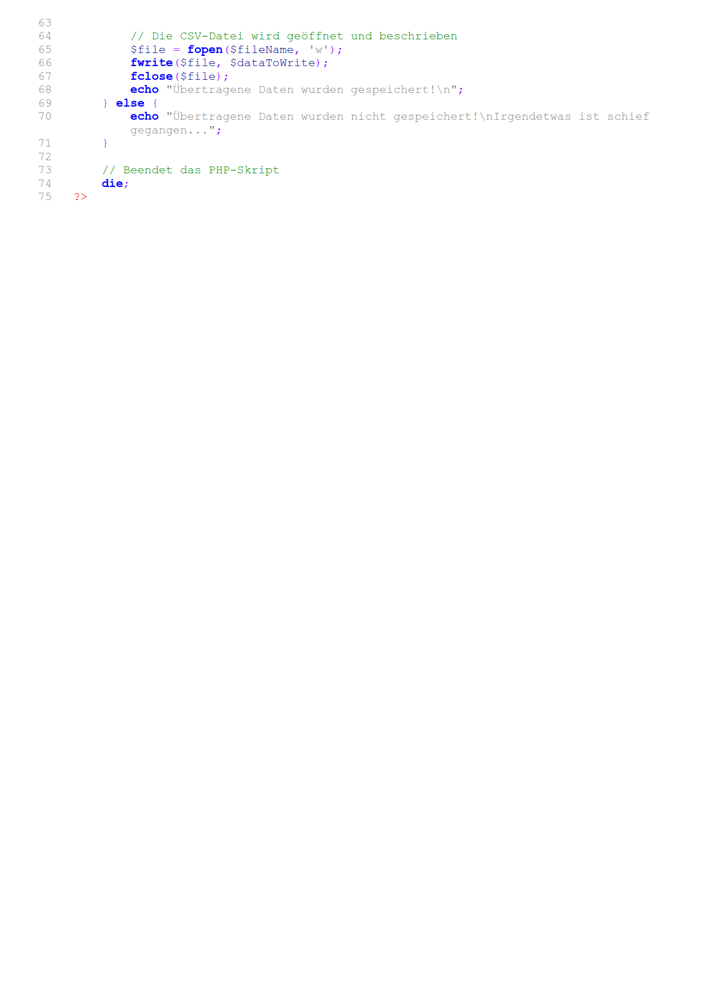 63
64 // Die CSV-Datei wird geöffnet und beschrieben
65 $file = fopen($fileName, 'w');
66 fwrite($file, $dataToWrite);
67 fclose($file);
68 echo "Übertragene Daten wurden gespeichert!\n";
69 } else {
70 echo "Übertragene Daten wurden nicht gespeichert!\nIrgendetwas ist schief
gegangen...";
71 }
72
73 // Beendet das PHP-Skript
74 die;
75 ?>